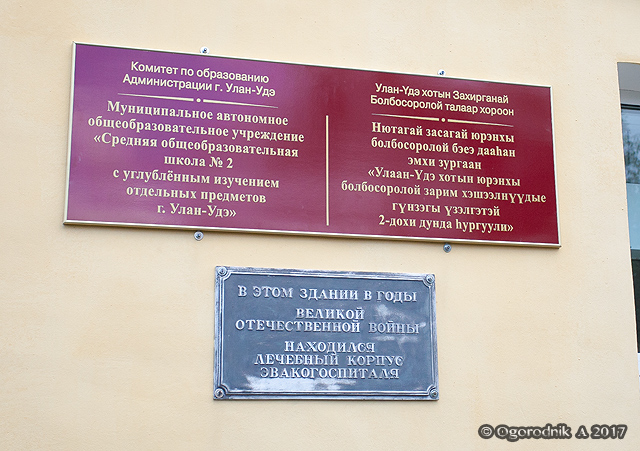 Комитет по образованию
Администрации г. Улан-Удэ
Муниципальное автономное
общеобразовательное учреждение
«Средняя общеобразовательная
школа № 2
с углублённым изучением
отдельных предметов
г. Улан-Удэ»
Улан-Үдэ хотын Захирганай
Болбосоролой талаар хороон
Нютагай засагай юрэнхы
болбосоролой бэеэ дааһан
эмхи зургаан
«Улаан-Үдэ хотын юрэнхы
болбосоролой зарим хэшээлнүүдые
гүнзэгы үзэлгэтэй
2-дохи дунда һургуули»
В ЭТОМ ЗДАНИИ В ГОДЫ
ВЕЛИКОЙ
ОТЕЧЕСТВЕННОЙ ВОЙНЫ
НАХОДИЛСЯ
ЛЕЧЕБНЫЙ КОРПУС
ЭВАКОГОСПИТАЛЯ
© Ogorodnik A 2017